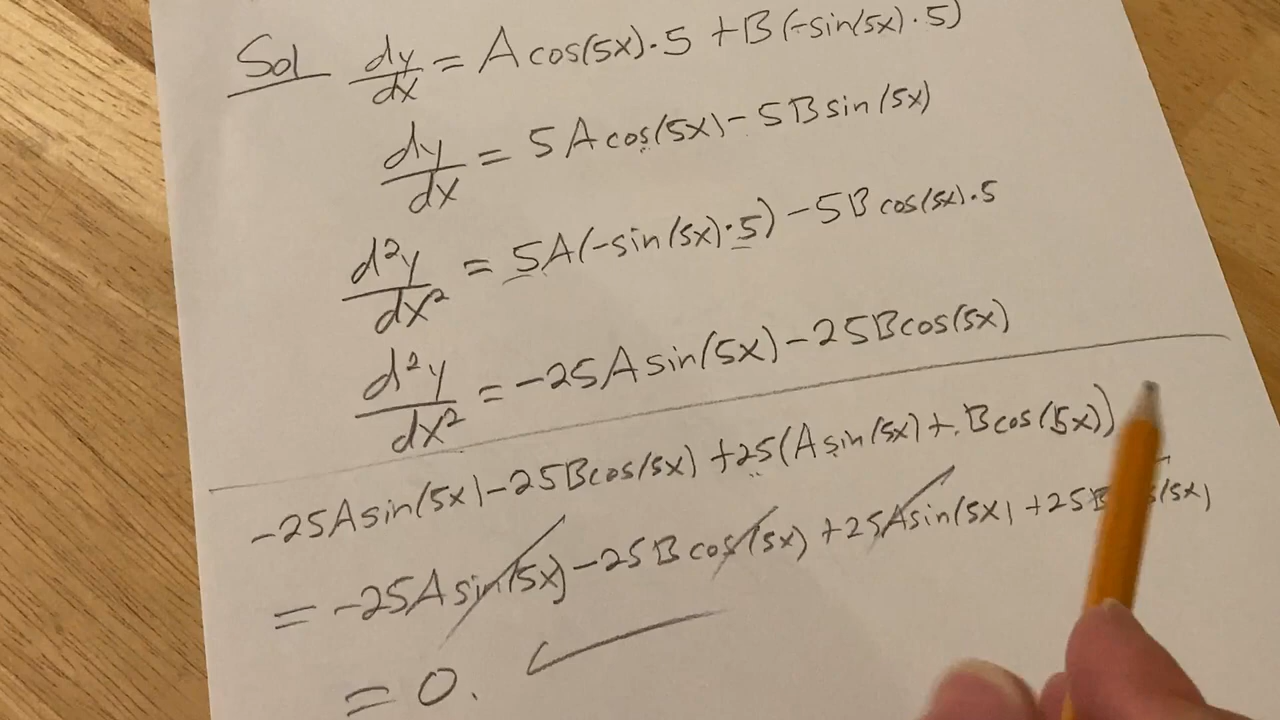 Sol dy/dx = A cos(5x)·5 + B(-sin(5x)·5)
dy/dx = 5A cos(5x) - 5B sin(5x)
d²y/dx² = 5A(-sin(5x)·5) - 5B cos(5x)·5
d²y/dx² = -25A sin(5x) - 25B cos(5x)
-25A sin(5x) - 25B cos(5x) + 25(A sin(5x) + B cos(5x))
= -25A sin(5x) - 25B cos(5x) + 25A sin(5x) + 25B (5x)
= 0. ✓